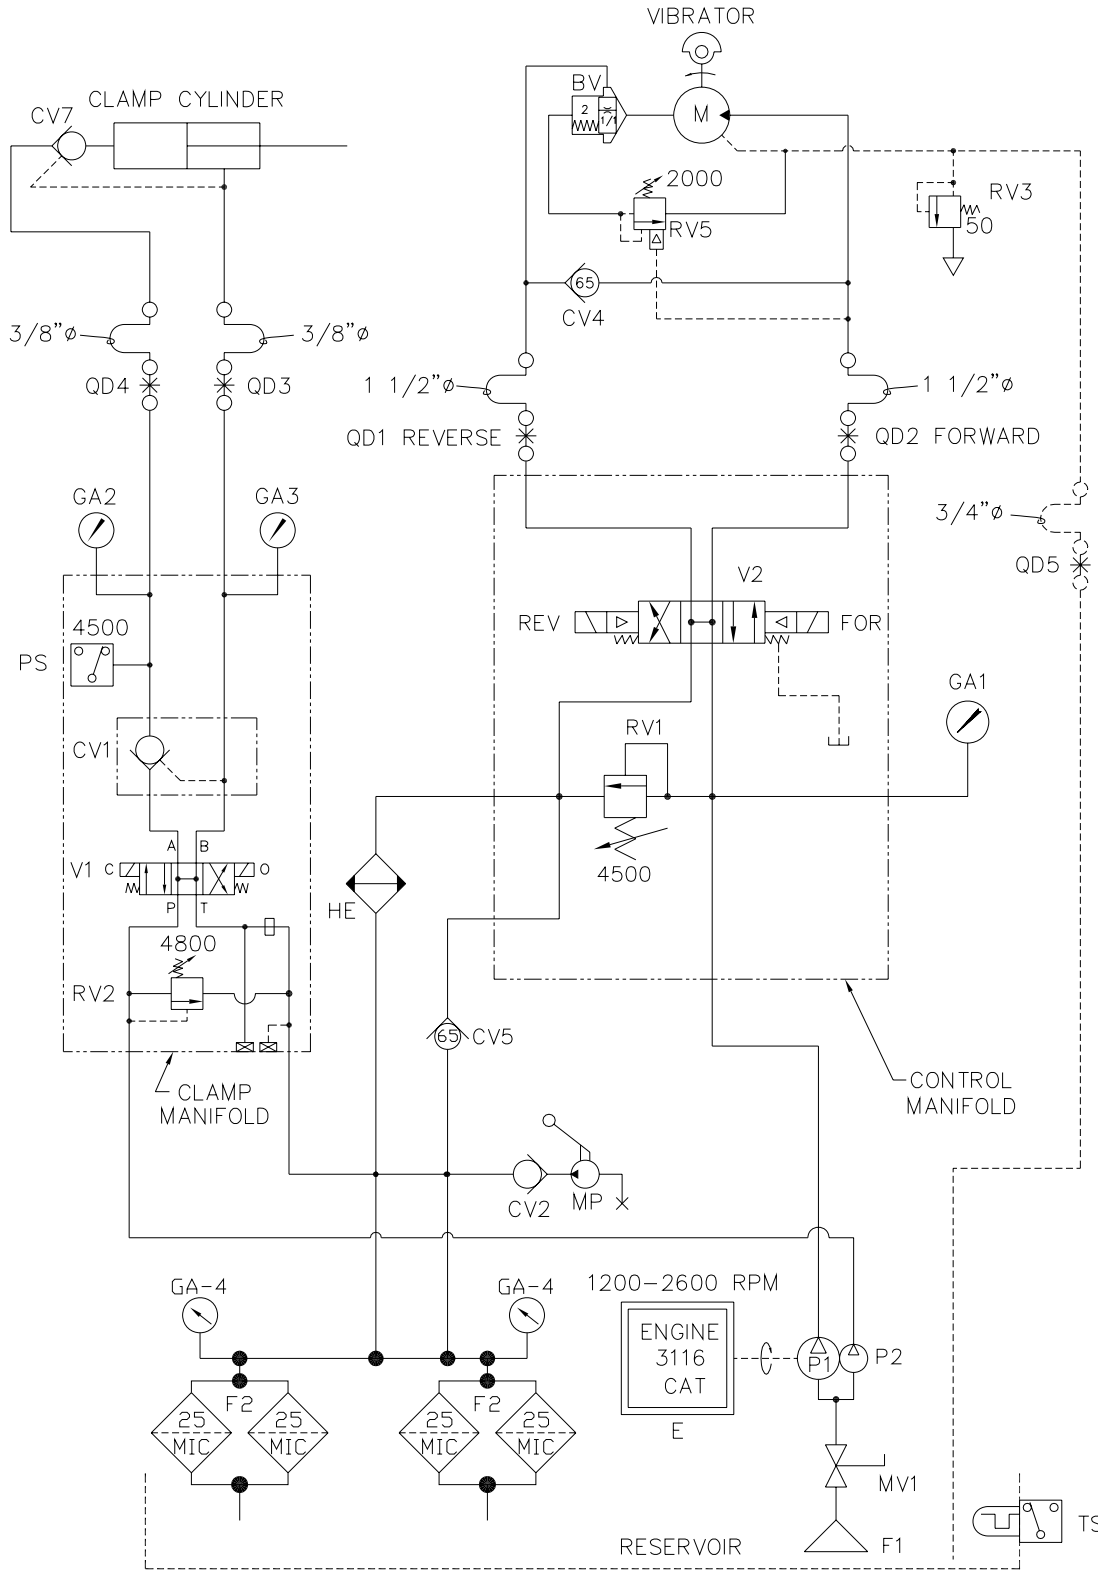 VIBRATOR
BV
2
1/1
M
CLAMP CYLINDER
CV7
2000
RV5
RV3
50
65
CV4
3/8"ø
3/8"ø
QD4
QD3
1 1/2"ø
1 1/2"ø
QD1 REVERSE
QD2 FORWARD
GA2
GA3
3/4"ø
QD5
V2
REV
FOR
4500
PS
GA1
RV1
CV1
A
B
V1
C
O
P
T
4500
HE
4800
RV2
65
CV5
CLAMP
MANIFOLD
CONTROL
MANIFOLD
CV2
MP
GA-4
GA-4
1200-2600 RPM
ENGINE
3116
CAT
E
P1
P2
F2
F2
25
MIC
25
MIC
25
MIC
25
MIC
MV1
RESERVOIR
F1
TS